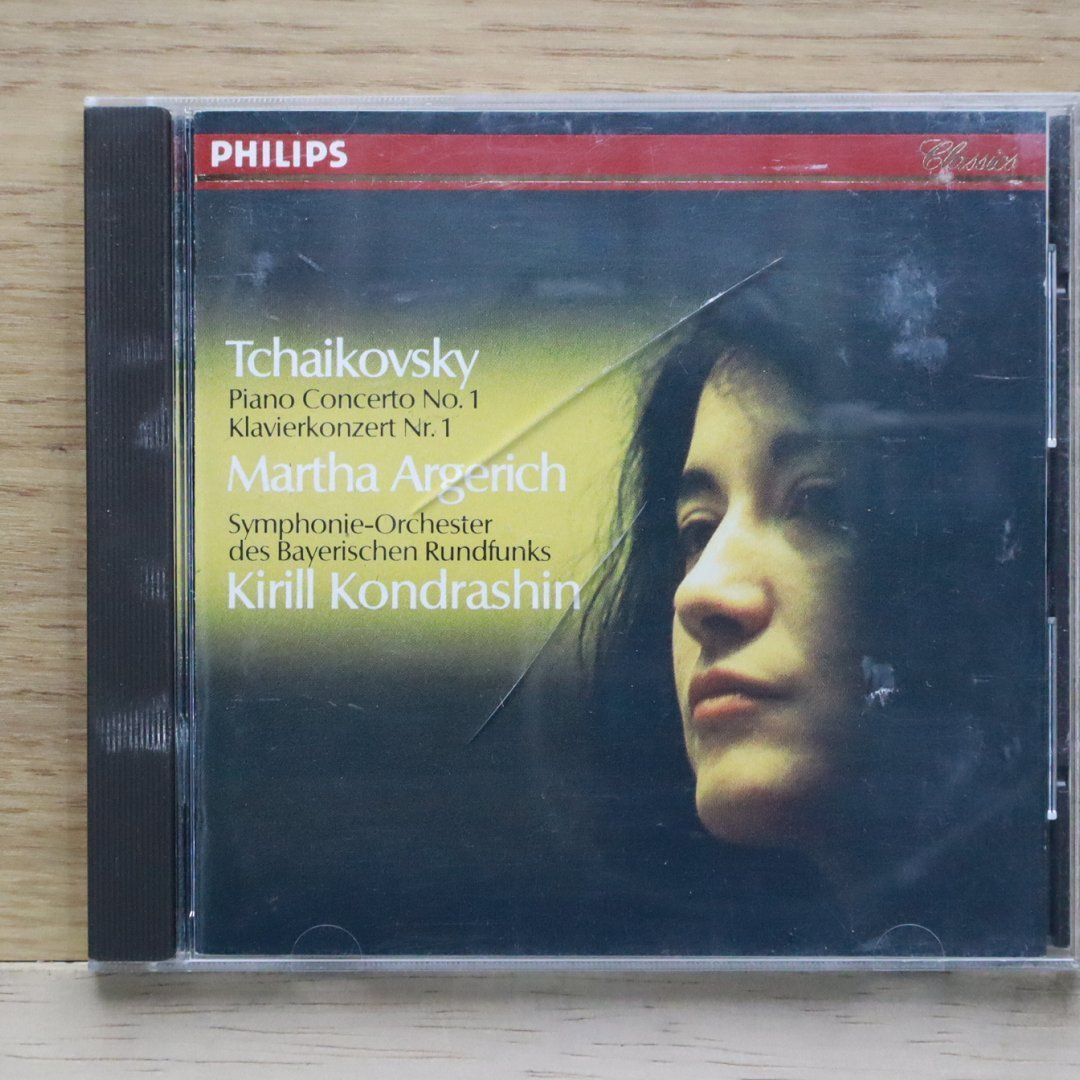 PHILIPS
Classics
Tchaikovsky
Piano Concerto No. 1
Klavierkonzert Nr. 1
Martha Argerich
Symphonie-Orchester
des Bayerischen Rundfunks
Kirill Kondrashin